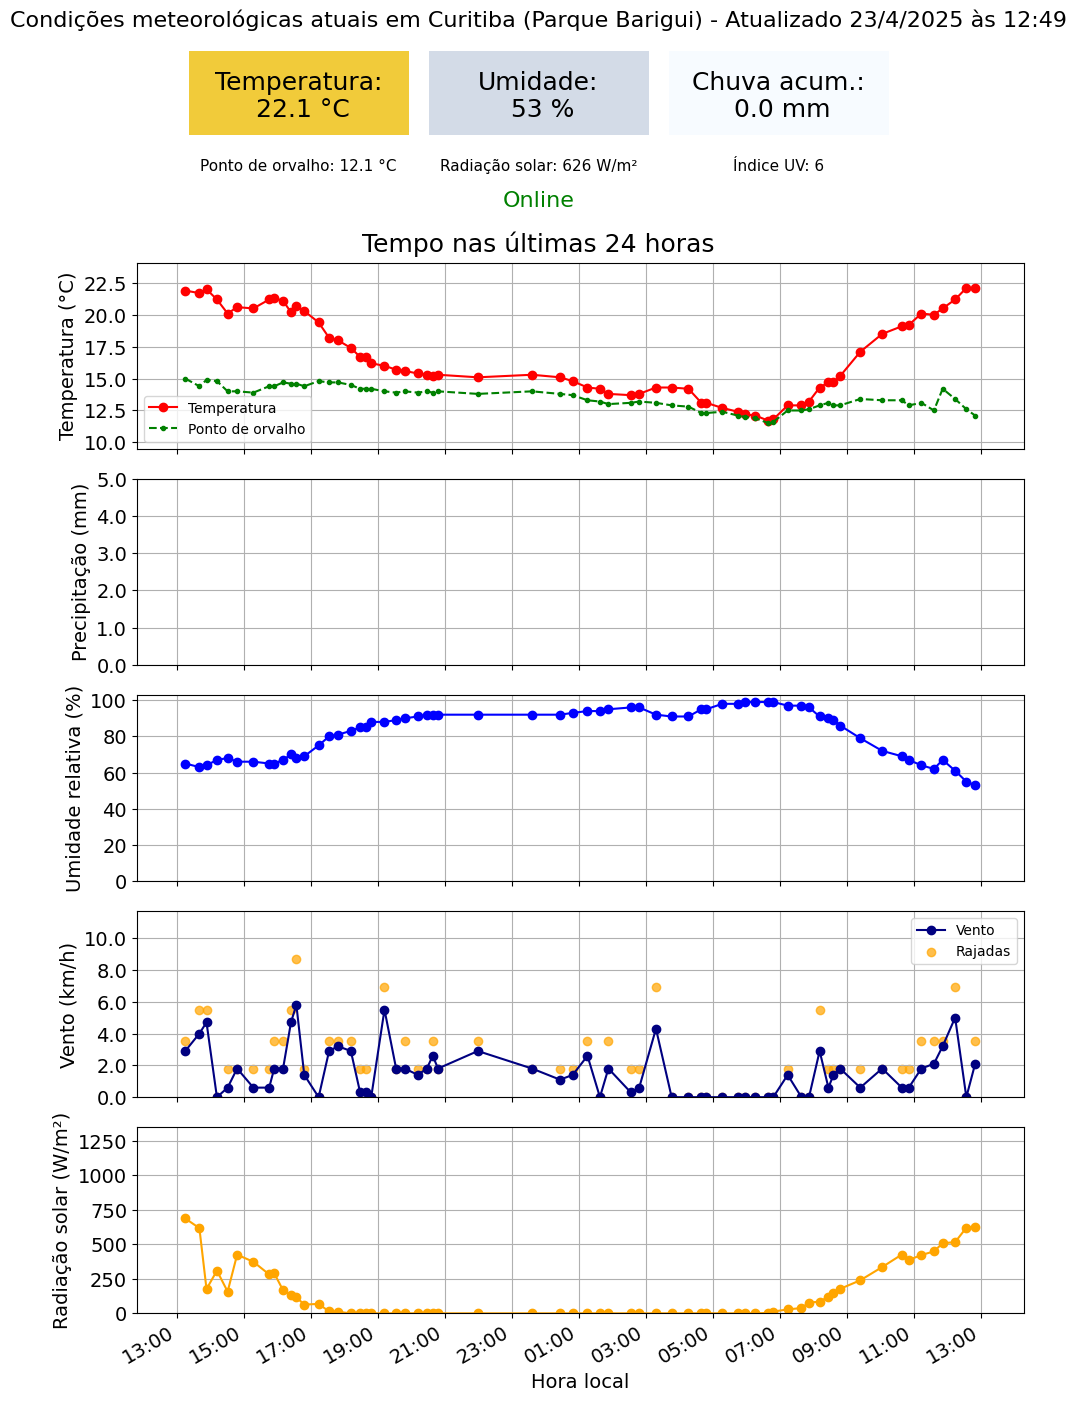 Condições meteorológicas atuais em Curitiba (Parque Barigui) - Atualizado 23/4/2025 às 12:49
Temperatura:
22.1 °C
Umidade:
53 %
Chuva acum.:
0.0 mm
Ponto de orvalho: 12.1 °C
Radiação solar: 626 W/m²
Índice UV: 6
Online
Tempo nas últimas 24 horas
Temperatura (°C)
22.5
20.0
17.5
15.0
12.5
10.0
Temperatura
Ponto de orvalho
Precipitação (mm)
5.0
4.0
3.0
2.0
1.0
0.0
Umidade relativa (%)
100
80
60
40
20
0
Vento (km/h)
10.0
8.0
6.0
4.0
2.0
0.0
Vento
Rajadas
Radiação solar (W/m²)
1250
1000
750
500
250
0
13:00
15:00
17:00
19:00
21:00
23:00
01:00
03:00
05:00
07:00
09:00
11:00
13:00
Hora local